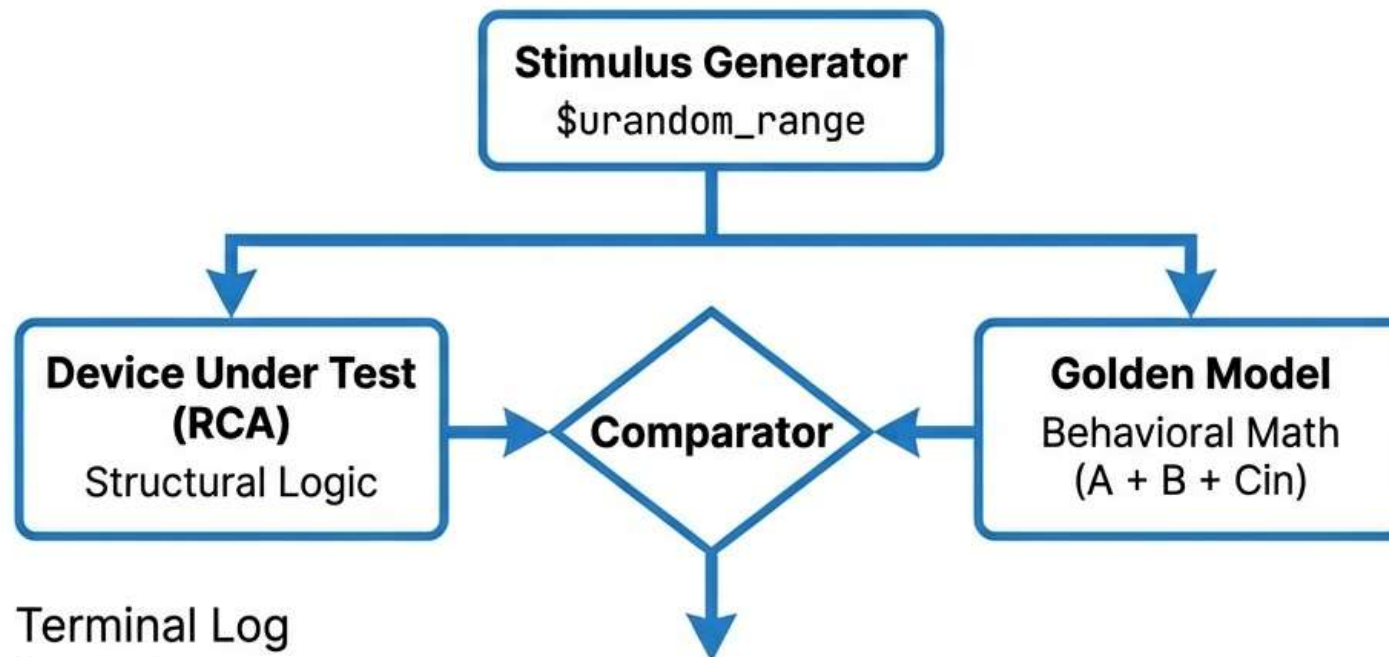 Stimulus Generator
$urandom_range
Device Under Test
(RCA)
Structural Logic
Comparator
Golden Model
Behavioral Math
(A + B + Cin)
Terminal Log